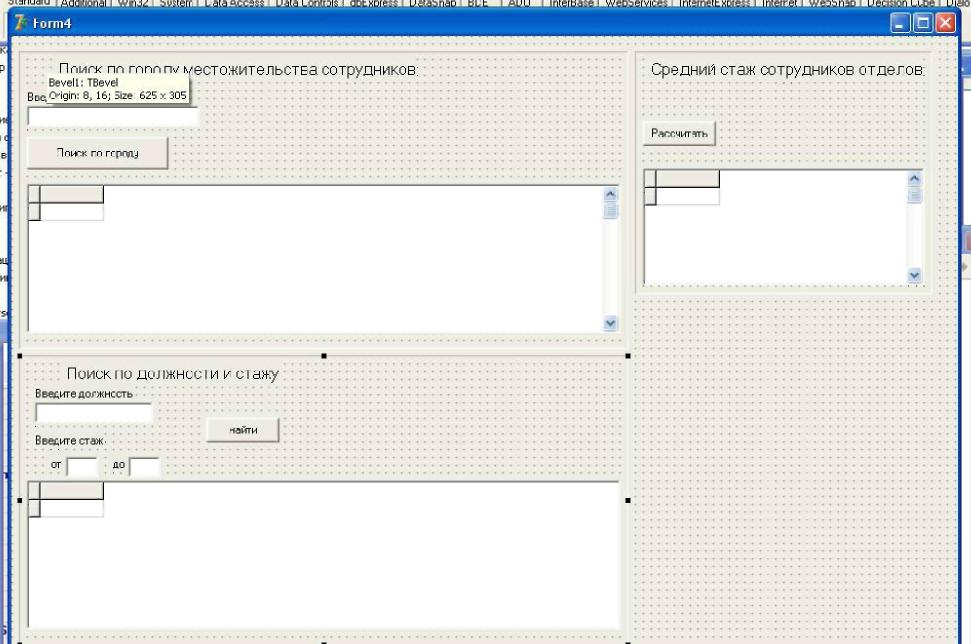 Standard | Additional | Win32 | System | Data Access | Data Controls | dbExpress | DataSnap | BDE | ADO | InterBase | WebServices | InternetExpress | Internet | WebSnap | Decision Cube | Dialo
Form4
Поиск по городу местожительства сотрудников:
Bevel1: TBevel
Origin: 8, 16; Size: 625 x 305
Поиск по городу
Средний стаж сотрудников отделов:
Рассчитать
Поиск по должности и стажу
Введите должность
найти
Введите стаж
от
до